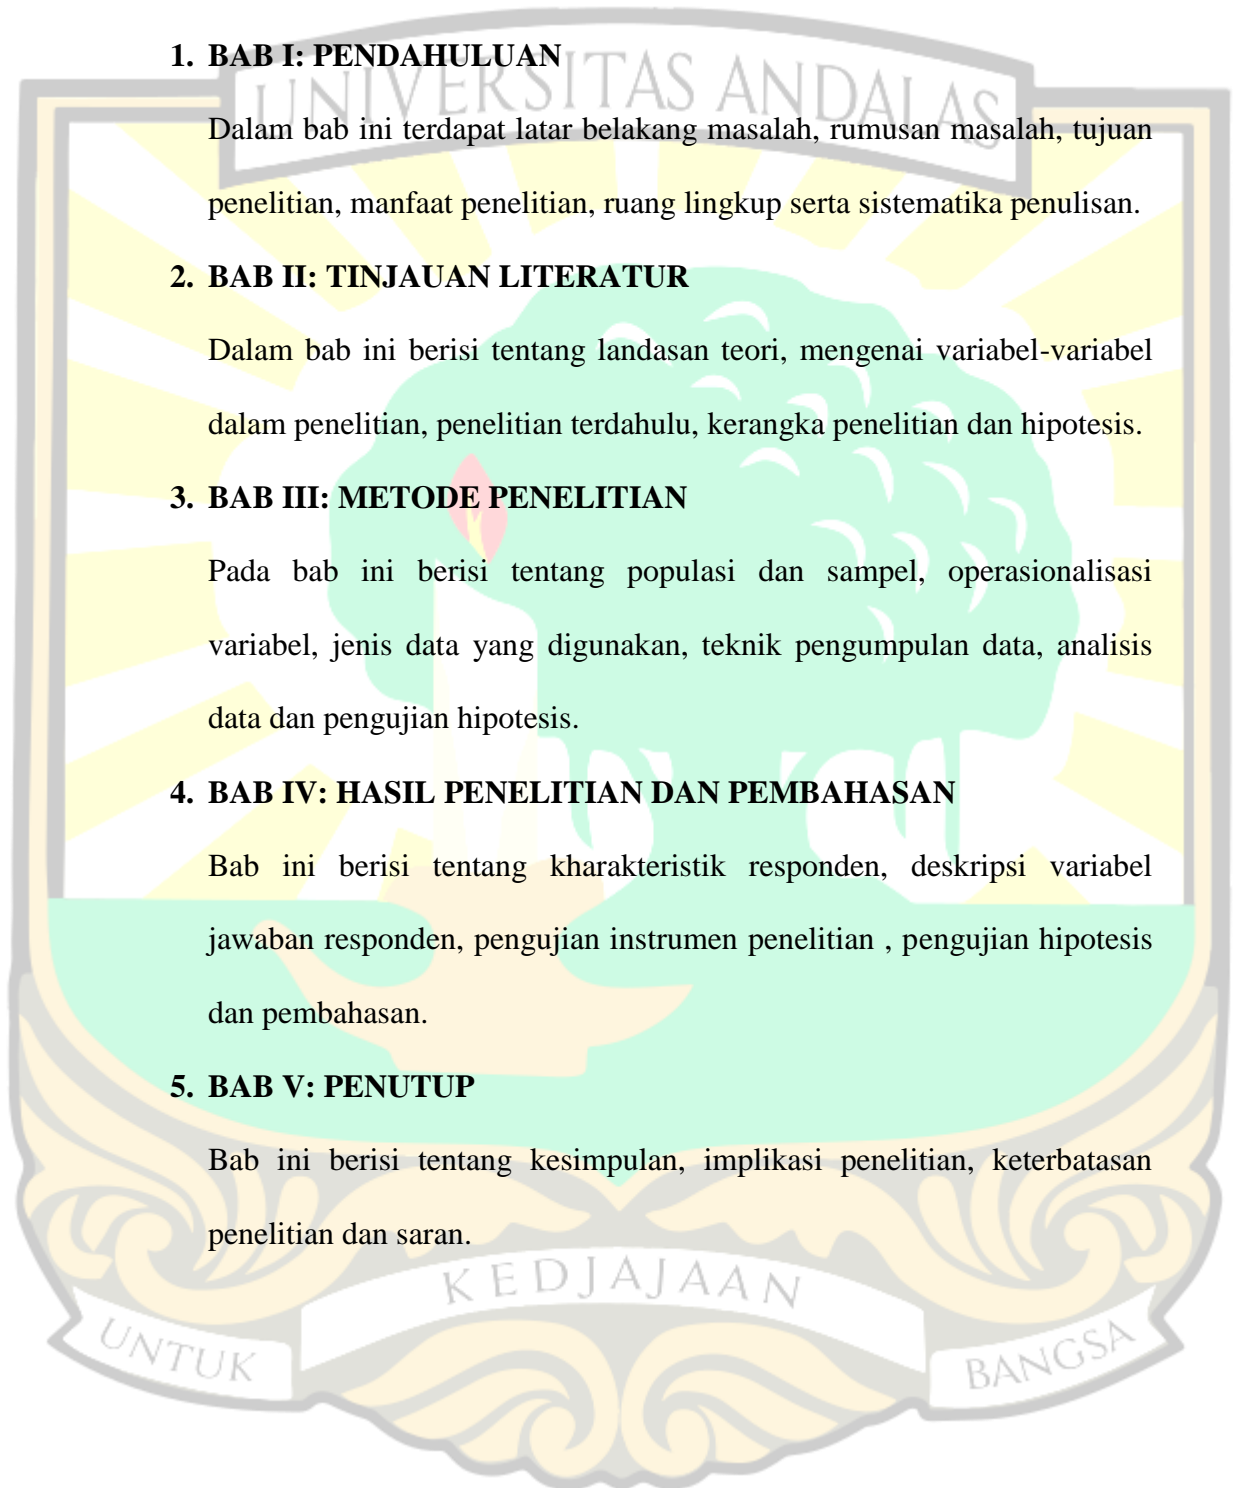 1. BAB I: PENDAHULUAN
UNIVERSITAS ANDALAS
Dalam bab ini terdapat latar belakang masalah, rumusan masalah, tujuan
penelitian, manfaat penelitian, ruang lingkup serta sistematika penulisan.
2. BAB II: TINJAUAN LITERATUR
Dalam bab ini berisi tentang landasan teori, mengenai variabel-variabel
dalam penelitian, penelitian terdahulu, kerangka penelitian dan hipotesis.
3. BAB III: METODE PENELITIAN
Pada bab ini berisi tentang populasi dan sampel, operasionalisasi
variabel, jenis data yang digunakan, teknik pengumpulan data, analisis
data dan pengujian hipotesis.
4. BAB IV: HASIL PENELITIAN DAN PEMBAHASAN
Bab ini berisi tentang kharakteristik responden, deskripsi variabel
jawaban responden, pengujian instrumen penelitian , pengujian hipotesis
dan pembahasan.
5. BAB V: PENUTUP
Bab ini berisi tentang kesimpulan, implikasi penelitian, keterbatasan
penelitian dan saran.
UNTUK KEDJAJAAN BANGSA